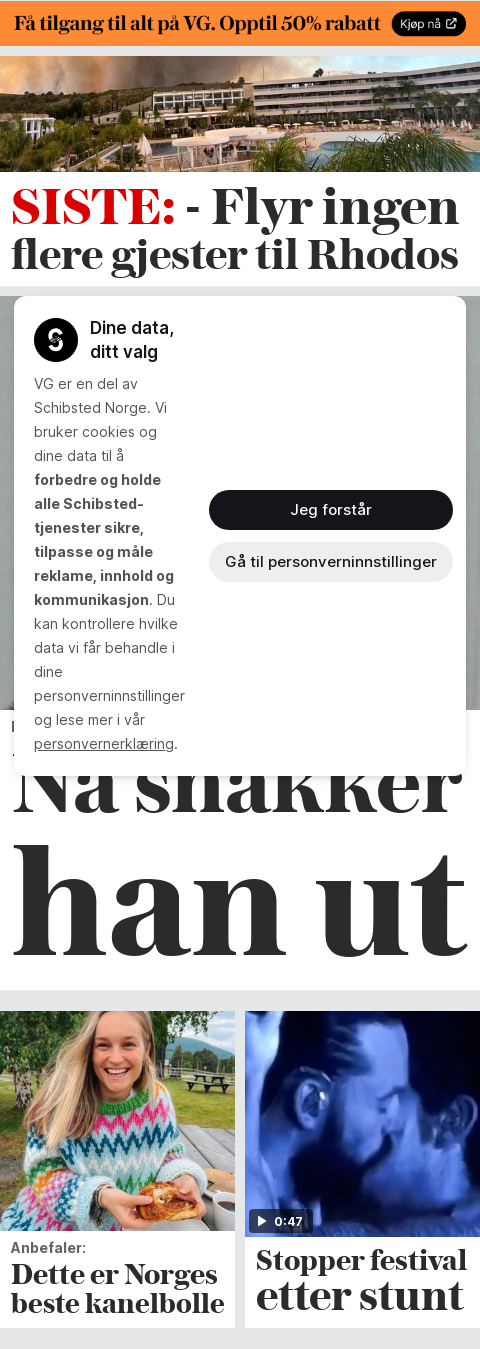 Få tilgang til alt på VG. Opptil 50% rabatt
Kjøp nå
SISTE: - Flyr ingen
flere gjester til Rhodos
Dine data,
ditt valg
VG er en del av
Schibsted Norge. Vi
bruker cookies og
dine data til å
forbedre og holde
alle Schibsted-
tjenester sikre,
tilpasse og måle
reklame, innhold og
kommunikasjon. Du
kan kontrollere hvilke
data vi får behandle i
dine
personverninnstillinger
og lese mer i vår
personvernerklæring.
Jeg forstår
Gå til personverninnstillinger
Nå snakker
han ut
0:47
Anbefaler:
Dette er Norges
beste kanelbolle
Stopper festival
etter stunt